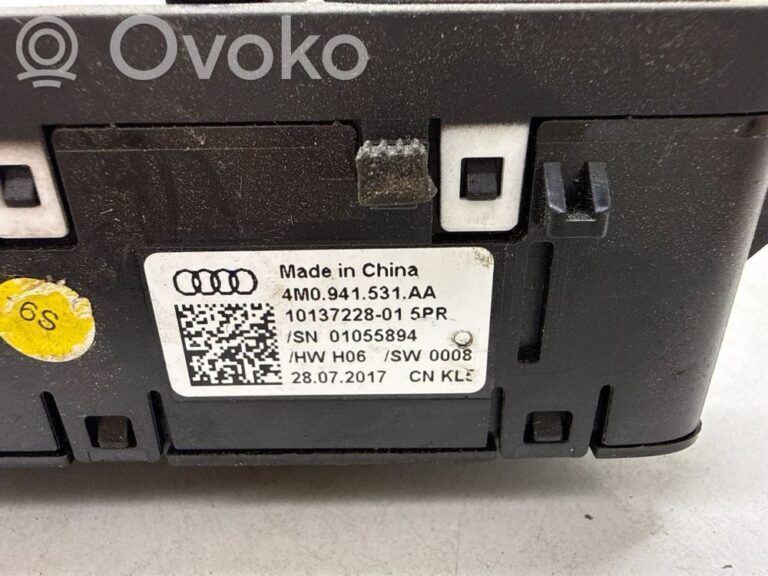 Ovoko
Made in China
4M0.941.531.AA
10137228-01 5PR
/SN 01055894
/HW H06 /SW 0008
28.07.2017 CN KL5
6S